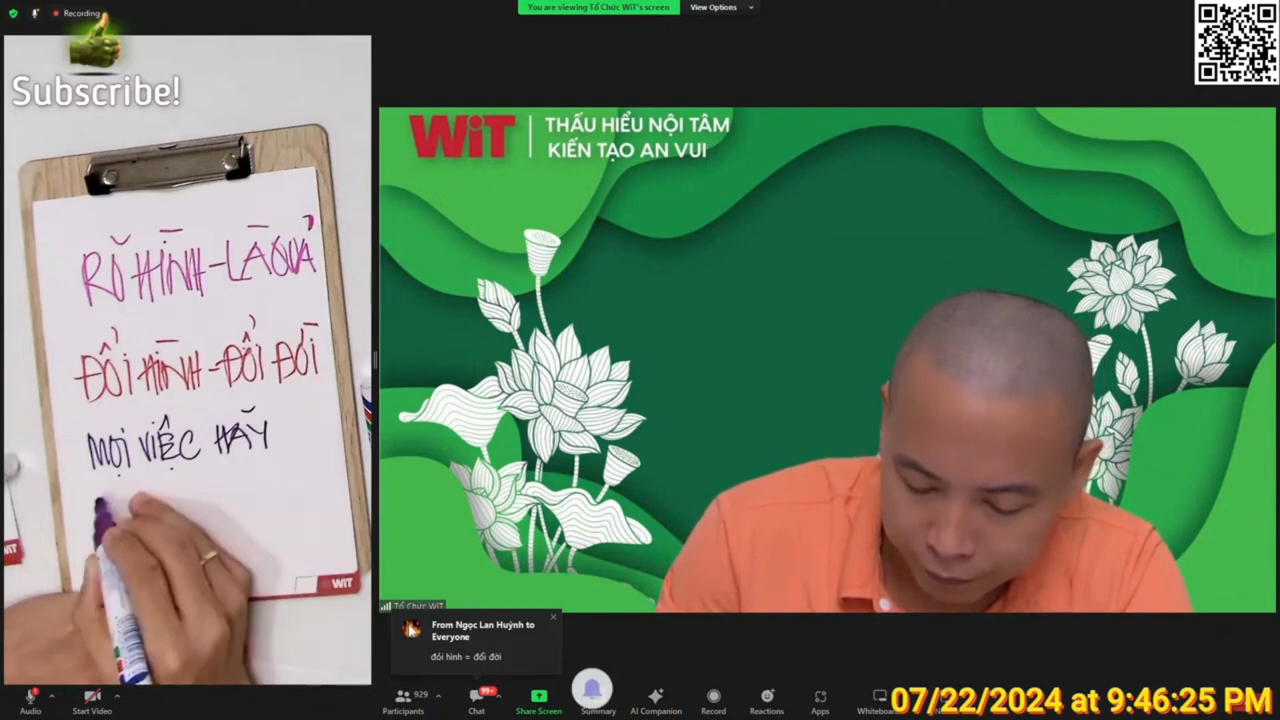 Recording
You are viewing Tổ Chức WiT's screen
View Options
Subscribe!
WiT
THẤU HIỂU NỘI TÂM
KIẾN TẠO AN VUI
RÕ HÌNH - LÀ QUẢ
ĐỔI HÌNH - ĐỔI ĐỜI
MỌI VIỆC HÃY
WiT
WiT
Tổ Chức WiT
From Ngọc Lan Huỳnh to
Everyone
đỏi hình = đổi đời
929
99+
Audio
Start Video
Participants
Chat
Share Screen
Summary
AI Companion
Record
Reactions
Apps
07/22/2024 at 9:46:25 PM